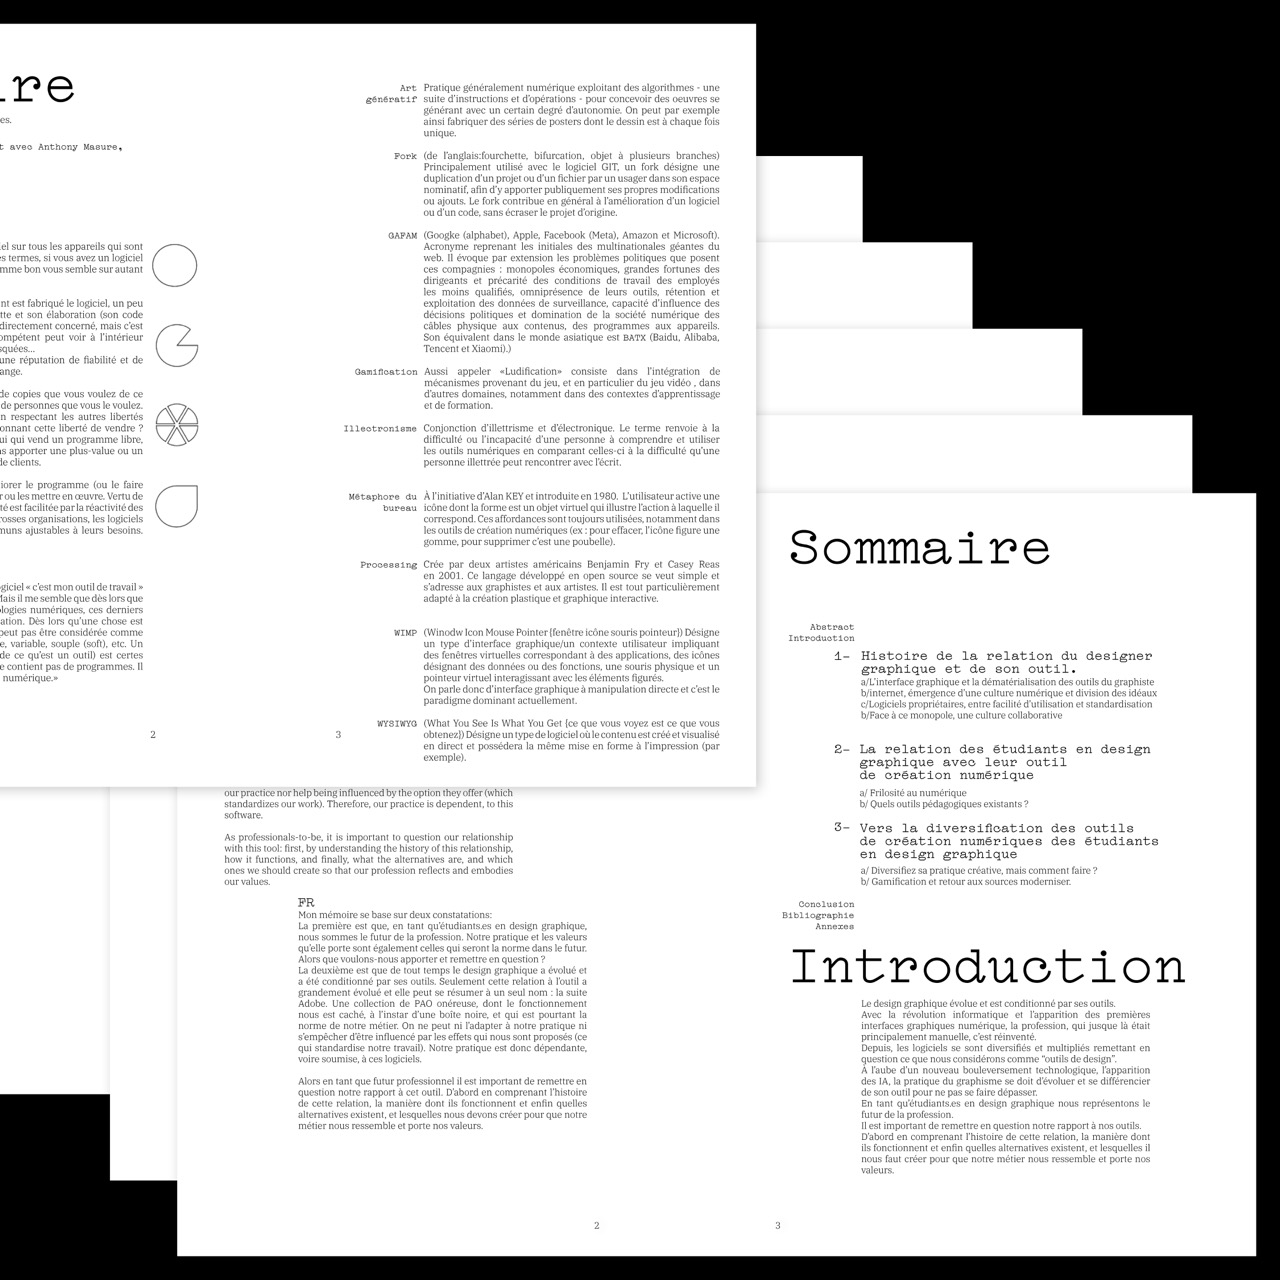 ire
es.
t avec Anthony Masure,
iel sur tous les appareils qui sont
es termes, si vous avez un logiciel
mme bon vous semble sur autant
nt est fabriqué le logiciel, un peu
tte et son élaboration (son code
directement concerné, mais c'est
ompétent peut voir à l'intérieur
squées...
une réputation de fiabilité et de
ange.
de copies que vous voulez de ce
de personnes que vous le voulez.
n respectant les autres libertés
onnant cette liberté de vendre ?
ui qui vend un programme libre,
as apporter une plus-value ou un
de clients.
iorer le programme (ou le faire
r ou les mettre en œuvre. Vertu de
té est facilitée par la réactivité des
rosses organisations, les logiciels
muns ajustables à leurs besoins.
ogiciel « c'est mon outil de travail »
Mais il me semble que dès lors que
ologies numériques, ces derniers
ation. Dès lors qu'une chose est
peut pas être considérée comme
e, variable, souple (soft), etc. Un
de ce qu'est un outil) est certes
e contient pas de programmes. Il
numérique.»
2
Art
génératif
Pratique généralement numérique exploitant des algorithmes - une
suite d'instructions et d'opérations - pour concevoir des oeuvres se
générant avec un certain degré d'autonomie. On peut par exemple
ainsi fabriquer des séries de posters dont le dessin est à chaque fois
unique.
Fork
(de l'anglais:fourchette, bifurcation, objet à plusieurs branches)
Principalement utilisé avec le logiciel GIT, un fork désigne une
duplication d'un projet ou d'un fichier par un usager dans son espace
nominatif, afin d'y apporter publiquement ses propres modifications
ou ajouts. Le fork contribue en général à l'amélioration d'un logiciel
ou d'un code, sans écraser le projet d'origine.
GAFAM
(Googke (alphabet), Apple, Facebook (Meta), Amazon et Microsoft).
Acronyme reprenant les initiales des multinationales géantes du
web. Il évoque par extension les problèmes politiques que posent
ces compagnies : monopoles économiques, grandes fortunes des
dirigeants et précarité des conditions de travail des employés
les moins qualifiés, omniprésence de leurs outils, rétention et
exploitation des données de surveillance, capacité d'influence des
décisions politiques et domination de la société numérique des
câbles physique aux contenus, des programmes aux appareils.
Son équivalent dans le monde asiatique est BATX (Baidu, Alibaba,
Tencent et Xiaomi).)
Gamification
Aussi appeler «Ludification» consiste dans l'intégration de
mécanismes provenant du jeu, et en particulier du jeu vidéo , dans
d'autres domaines, notamment dans des contextes d'apprentissage
et de formation.
Illectronisme
Conjonction d'illettrisme et d'électronique. Le terme renvoie à la
difficulté ou l'incapacité d'une personne à comprendre et utiliser
les outils numériques en comparant celles-ci à la difficulté qu'une
personne illettrée peut rencontrer avec l'écrit.
Métaphore du
bureau
À l'initiative d'Alan KEY et introduite en 1980. L'utilisateur active une
icône dont la forme est un objet virtuel qui illustre l'action à laquelle il
correspond. Ces affordances sont toujours utilisées, notamment dans
les outils de création numériques (ex : pour effacer, l'icône figure une
gomme, pour supprimer c'est une poubelle).
Processing
Crée par deux artistes américains Benjamin Fry et Casey Reas
en 2001. Ce langage développé en open source se veut simple et
s'adresse aux graphistes et aux artistes. Il est tout particulièrement
adapté à la création plastique et graphique interactive.
WIMP
(Winodw Icon Mouse Pointer {fenêtre icône souris pointeur}) Désigne
un type d'interface graphique/un contexte utilisateur impliquant
des fenêtres virtuelles correspondant à des applications, des icônes
désignant des données ou des fonctions, une souris physique et un
pointeur virtuel interagissant avec les éléments figurés.
On parle donc d'interface graphique à manipulation directe et c'est le
paradigme dominant actuellement.
WYSIWYG
(What You See Is What You Get {ce que vous voyez est ce que vous
obtenez}) Désigne un type de logiciel où le contenu est créé et visualisé
en direct et possédera la même mise en forme à l'impression (par
exemple).
3
our practice nor help being influenced by the option they offer (which
standardizes our work). Therefore, our practice is dependent, to this
software.
As professionals-to-be, it is important to question our relationship
with this tool: first, by understanding the history of this relationship,
how it functions, and finally, what the alternatives are, and which
ones we should create so that our profession reflects and embodies
our values.
FR
Mon mémoire se base sur deux constatations:
La première est que, en tant qu'étudiants.es en design graphique,
nous sommes le futur de la profession. Notre pratique et les valeurs
qu'elle porte sont également celles qui seront la norme dans le futur.
Alors que voulons-nous apporter et remettre en question ?
La deuxième est que de tout temps le design graphique a évolué et
a été conditionné par ses outils. Seulement cette relation à l'outil a
grandement évolué et elle peut se résumer à un seul nom : la suite
Adobe. Une collection de PAO onéreuse, dont le fonctionnement
nous est caché, à l'instar d'une boîte noire, et qui est pourtant la
norme de notre métier. On ne peut ni l'adapter à notre pratique ni
s'empêcher d'être influencé par les effets qui nous sont proposés (ce
qui standardise notre travail). Notre pratique est donc dépendante,
voire soumise, à ces logiciels.
Alors en tant que futur professionnel il est important de remettre en
question notre rapport à cet outil. D'abord en comprenant l'histoire
de cette relation, la manière dont ils fonctionnent et enfin quelles
alternatives existent, et lesquelles nous devons créer pour que notre
métier nous ressemble et porte nos valeurs.
2
Sommaire
Abstract
Introduction
1- Histoire de la relation du designer
graphique et de son outil.
a/L'interface graphique et la dématérialisation des outils du graphiste
b/internet, émergence d'une culture numérique et division des idéaux
c/Logiciels propriétaires, entre facilité d'utilisation et standardisation
b/Face à ce monopole, une culture collaborative
2- La relation des étudiants en design
graphique avec leur outil
de création numérique
a/ Frilosité au numérique
b/ Quels outils pédagogiques existants ?
3- Vers la diversification des outils
de création numériques des étudiants
en design graphique
a/ Diversifiez sa pratique créative, mais comment faire ?
b/ Gamification et retour aux sources moderniser.
Conclusion
Bibliographie
Annexes
Introduction
Le design graphique évolue et est conditionné par ses outils.
Avec la révolution informatique et l'apparition des premières
interfaces graphiques numérique, la profession, qui jusque là était
principalement manuelle, c'est réinventé.
Depuis, les logiciels se sont diversifiés et multipliés remettant en
question ce que nous considérons comme "outils de design".
À l'aube d'un nouveau bouleversement technologique, l'apparition
des IA, la pratique du graphisme se doit d'évoluer et se différencier
de son outil pour ne pas se faire dépasser.
En tant qu'étudiants.es en design graphique nous représentons le
futur de la profession.
Il est important de remettre en question notre rapport à nos outils.
D'abord en comprenant l'histoire de cette relation, la manière dont
ils fonctionnent et enfin quelles alternatives existent, et lesquelles il
nous faut créer pour que notre métier nous ressemble et porte nos
valeurs.
3